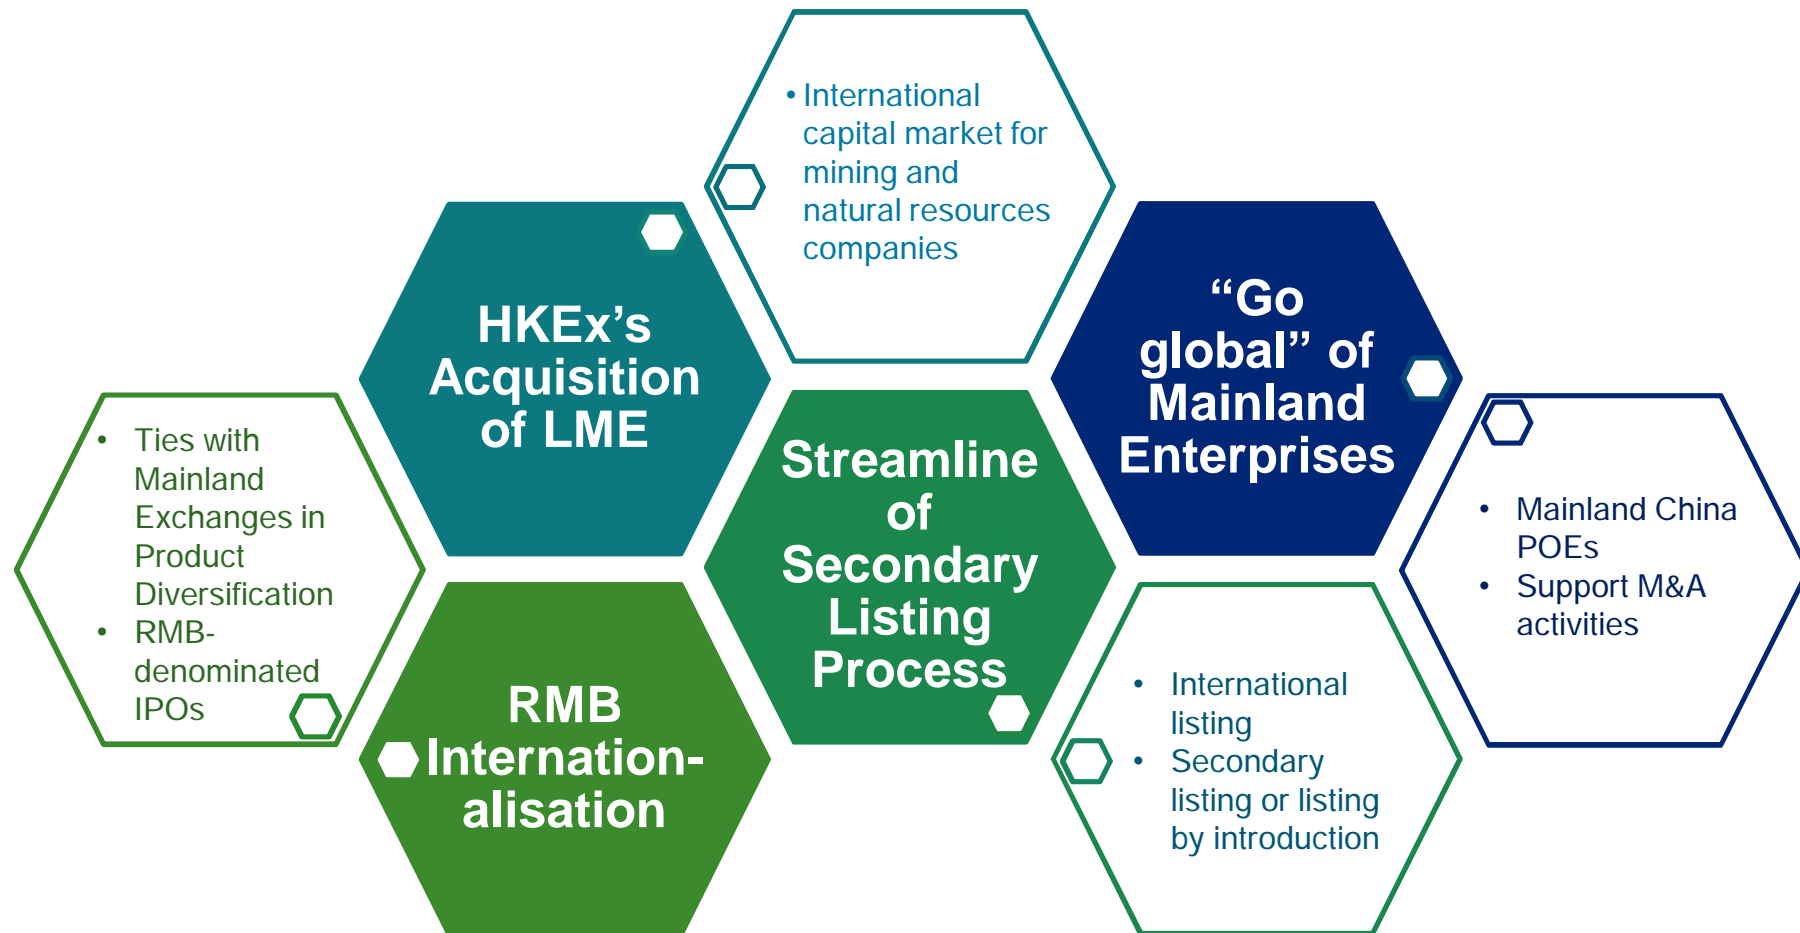 • International
capital market for
mining and
natural resources
companies
HKEx’s
Acquisition
of LME
“Go
global” of
Mainland
Enterprises
• Ties with
Mainland
Exchanges in
Product
Diversification
• RMB-
denominated
IPOs
Streamline
of
Secondary
Listing
Process
• Mainland China
POEs
• Support M&A
activities
RMB
Internation-
alisation
• International
listing
• Secondary
listing or listing
by introduction